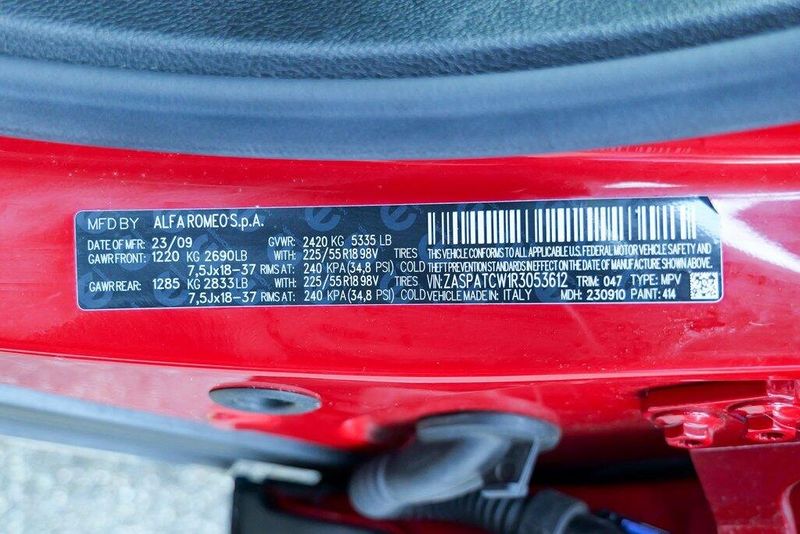 MFD BY ALFA ROMEO S.p.A.
DATE OF MFR: 23/09 GVWR: 2420 KG 5335 LB
GAWR FRONT: 1220 KG 2690LB WITH: 225/55R18 98V TIRES
7,5Jx18-37 RIMS AT: 240 KPA(34,8 PSI) COLD
GAWR REAR: 1285 KG 2833LB WITH: 225/55R18 98V TIRES
7,5Jx18-37 RIMS AT: 240 KPA(34,8 PSI) COLD
THIS VEHICLE CONFORMS TO ALL APPLICABLE U.S. FEDERAL MOTOR VEHICLE SAFETY AND
THEFT PREVENTION STANDARDS IN EFFECT ON THE DATE OF MANUFACTURE SHOWN ABOVE
VIN: ZASPATCW1R3053612 TRIM: 047 TYPE: MPV
VEHICLE MADE IN: ITALY MDH: 230910 PAINT: 414